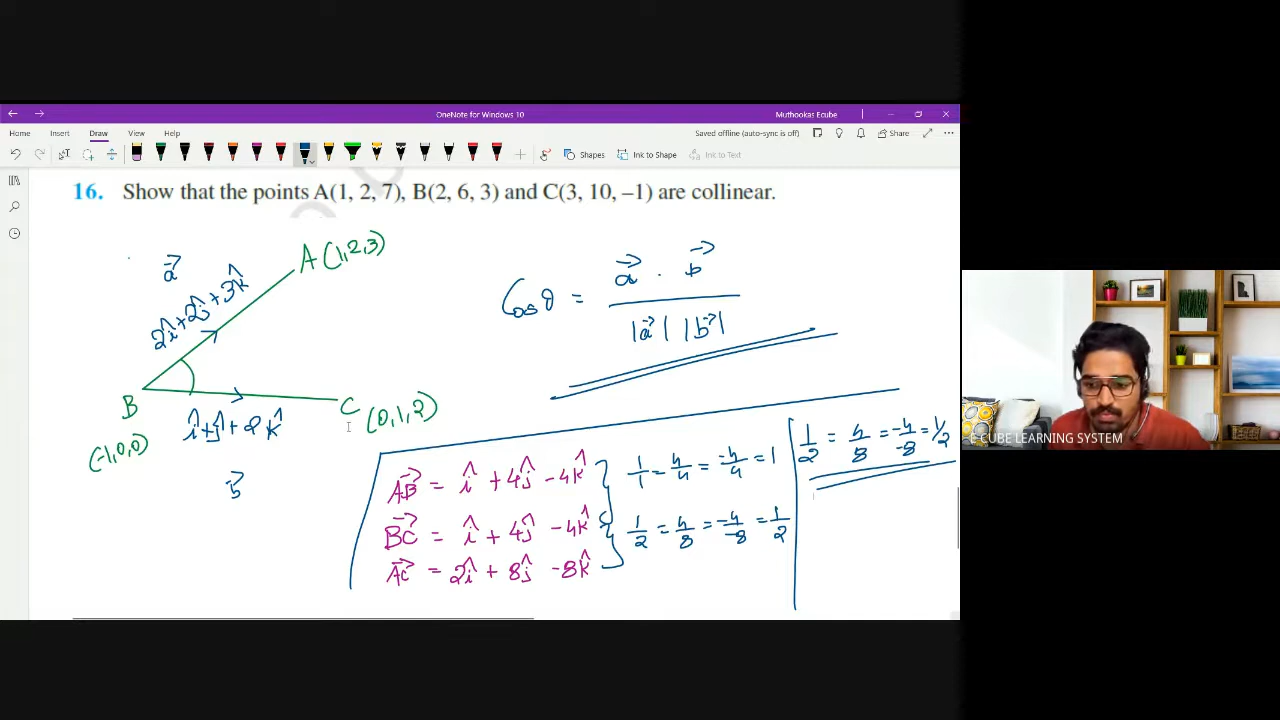 OneNote for Windows 10
Muthookas Ecube
Home Insert Draw View Help
Saved offline (auto-sync is off)
Share
Shapes
Ink to Shape
Ink to Text
16. Show that the points A(1, 2, 7), B(2, 6, 3) and C(3, 10, –1) are collinear.
A(1,2,3)
a⃗
2î+2ĵ+3k̂
B
(-1,0,0)
C (0,1,2)
î+ĵ+2k̂
b⃗
Cosθ = a⃗ . b⃗ / |a⃗| |b⃗|
AB⃗ = î + 4ĵ - 4k̂
BC⃗ = î + 4ĵ - 4k̂
AC⃗ = 2î + 8ĵ - 8k̂
1/1 = 4/4 = -4/4 = 1
1/2 = 4/8 = -4/-8 = 1/2
1/2 = 4/8 = -4/-8 = 1/2
C CUBE LEARNING SYSTEM